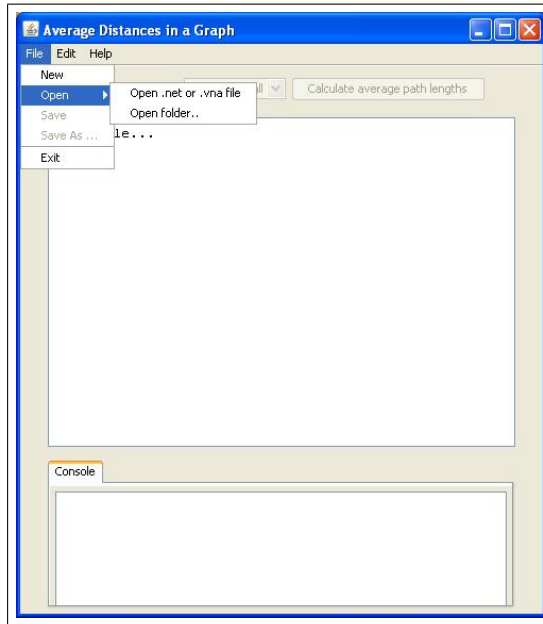 Average Distances in a Graph
File Edit Help
New
Open
Open .net or .vna file
Calculate average path lengths
Save
Open folder..
Save As ...
le...
Exit
Console